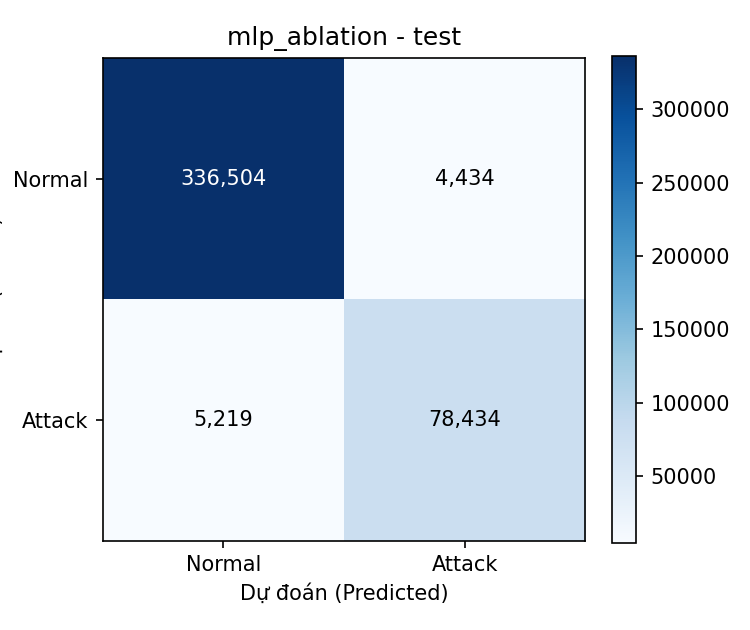 mlp_ablation - test
Normal
336,504
4,434
Attack
5,219
78,434
Normal
Attack
Dự đoán (Predicted)
300000
250000
200000
150000
100000
50000